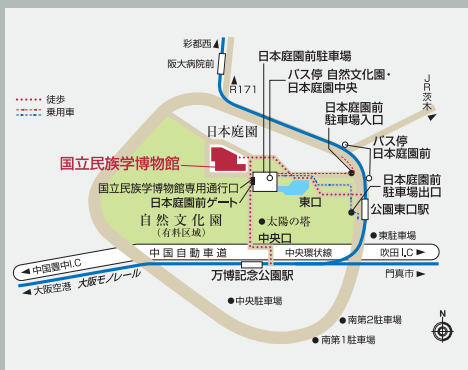 彩都西
阪大病院前
R171
日本庭園前駐車場
バス停 自然文化園・
日本庭園中央
JR茨木
徒歩
乗用車
日本庭園
日本庭園前
駐車場入口
バス停
日本庭園前
国立民族学博物館
国立民族学博物館専用通行口
日本庭園前ゲート
東口
日本庭園前
駐車場出口
自然文化園
(有料区域)
太陽の塔
公園東口駅
中央口
東駐車場
中国豊中I.C
中国自動車道
中央環状線
吹田I.C
大阪空港
大阪モノレール
万博記念公園駅
門真市
中央駐車場
南第2駐車場
南第1駐車場
N